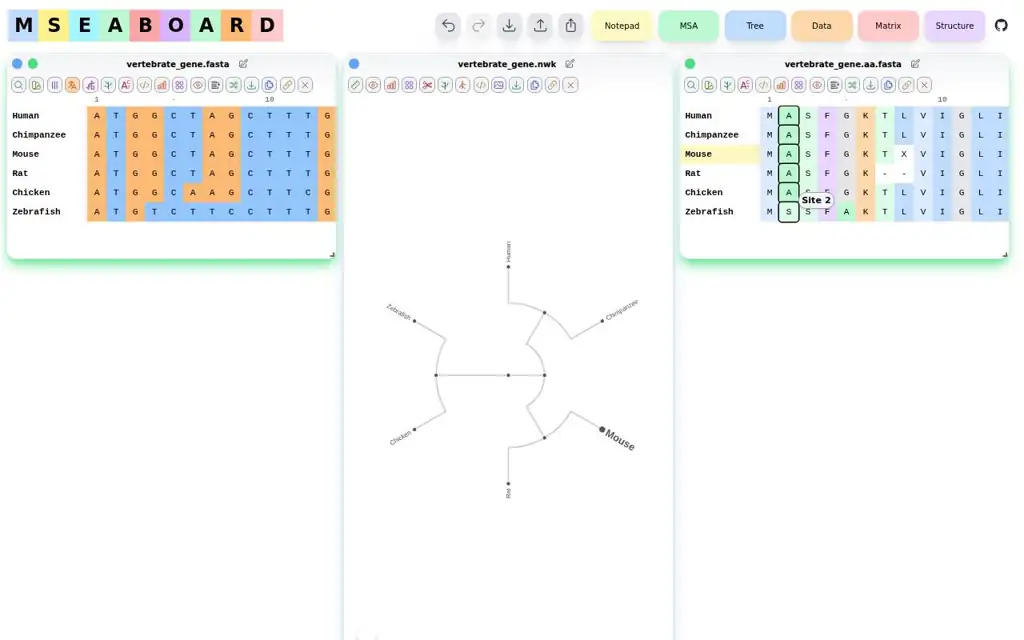 M S E A B O A R D
Notepad
MSA
Tree
Data
Matrix
Structure
vertebrate_gene.fasta
1 · 10
Human A T G G C T A G C T T T G
Chimpanzee A T G G C T A G C T T T G
Mouse A T G G C T A G C T T T G
Rat A T G G C T A G C T T T G
Chicken A T G G C A A G C T T C G
Zebrafish A T G T C T T C C T T T G
vertebrate_gene.nwk
Human
Zebrafish
Chimpanzee
Chicken
Mouse
Rat
vertebrate_gene.aa.fasta
1 · 10
Human M A S F G K T L V I G L I
Chimpanzee M A S F G K T L V I G L I
Mouse M A S F G K T X V I G L I
Rat M A S F G K - - V I G L I
Chicken M A G K T L V I G L I
Site 2
Zebrafish M S S F A K T L V I G L I